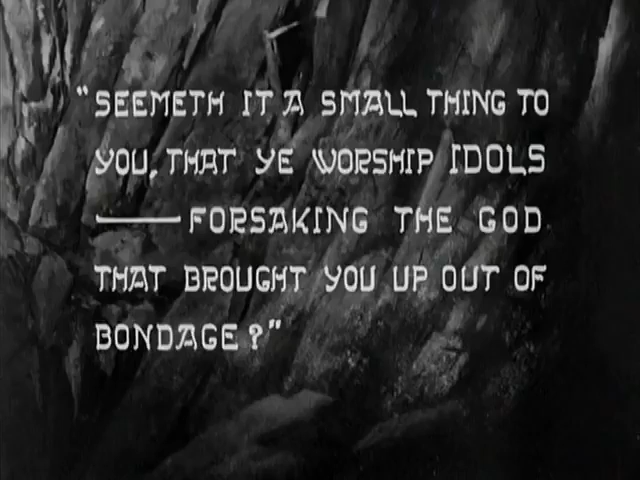 "SEEMETH IT A SMALL THING TO
YOU, THAT YE WORSHIP IDOLS
——FORSAKING THE GOD
THAT BROUGHT YOU UP OUT OF
BONDAGE?"